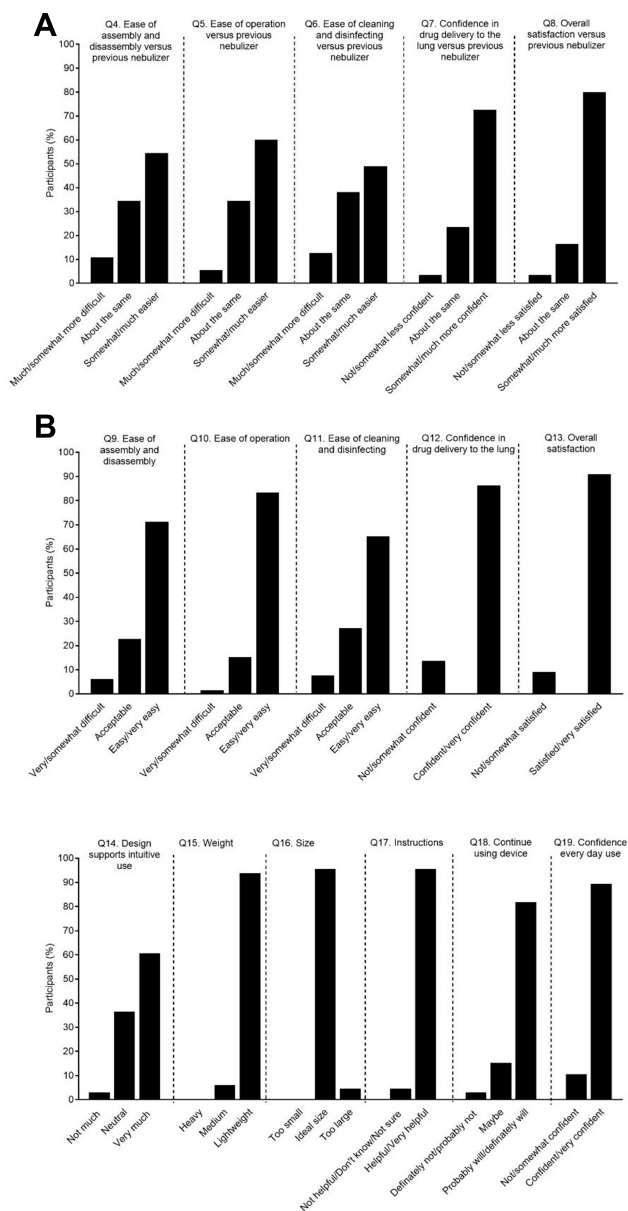 A
Q4. Ease of
assembly and
disassembly versus
previous nebulizer
Q5. Ease of operation
versus previous
nebulizer
Q6. Ease of cleaning
and disinfecting
versus previous
nebulizer
Q7. Confidence in
drug delivery to the
lung versus previous
nebulizer
Q8. Overall
satisfaction versus
previous nebulizer
Participants (%)
100
90
80
70
60
50
40
30
20
10
0
Much/somewhat more difficult
About the same
Somewhat/much easier
Much/somewhat more difficult
About the same
Somewhat/much easier
Much/somewhat more difficult
About the same
Somewhat/much easier
Not/somewhat less confident
About the same
Somewhat/much more confident
Not/somewhat less satisfied
About the same
Somewhat/much more satisfied
B
Q9. Ease of
assembly and
disassembly
Q10. Ease of operation
Q11. Ease of cleaning
and disinfecting
Q12. Confidence in
drug delivery to the lung
Q13. Overall
satisfaction
Participants (%)
100
90
80
70
60
50
40
30
20
10
0
Very/somewhat difficult
Acceptable
Easy/very easy
Very/somewhat difficult
Acceptable
Easy/very easy
Very/somewhat difficult
Acceptable
Easy/very easy
Not/somewhat confident
Confident/very confident
Not/somewhat satisfied
Satisfied/very satisfied
Q14. Design
supports intuitive
use
Q15. Weight
Q16. Size
Q17. Instructions
Q18. Continue
using device
Q19. Confidence
every day use
Participants (%)
100
90
80
70
60
50
40
30
20
10
0
Not much
Neutral
Very much
Heavy
Medium
Lightweight
Too small
Ideal size
Too large
Not helpful/Don't know/Not sure
Helpful/Very helpful
Definately not/probably not
Maybe
Probably will/definately will
Not/somewhat confident
Confident/very confident